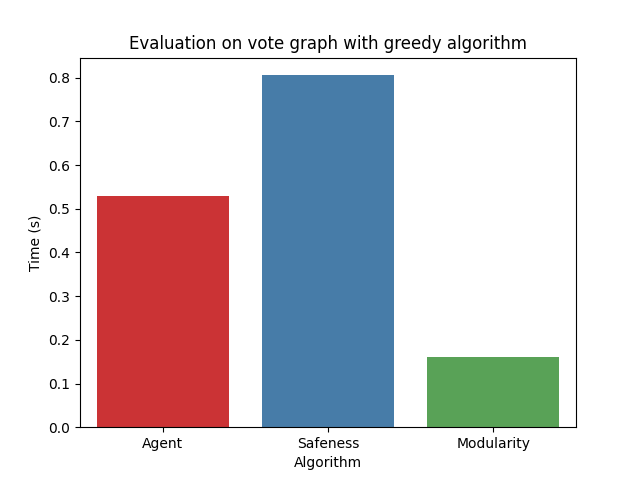 Evaluation on vote graph with greedy algorithm
Time (s)
0.8
0.7
0.6
0.5
0.4
0.3
0.2
0.1
0.0
Agent Safeness Modularity
Algorithm